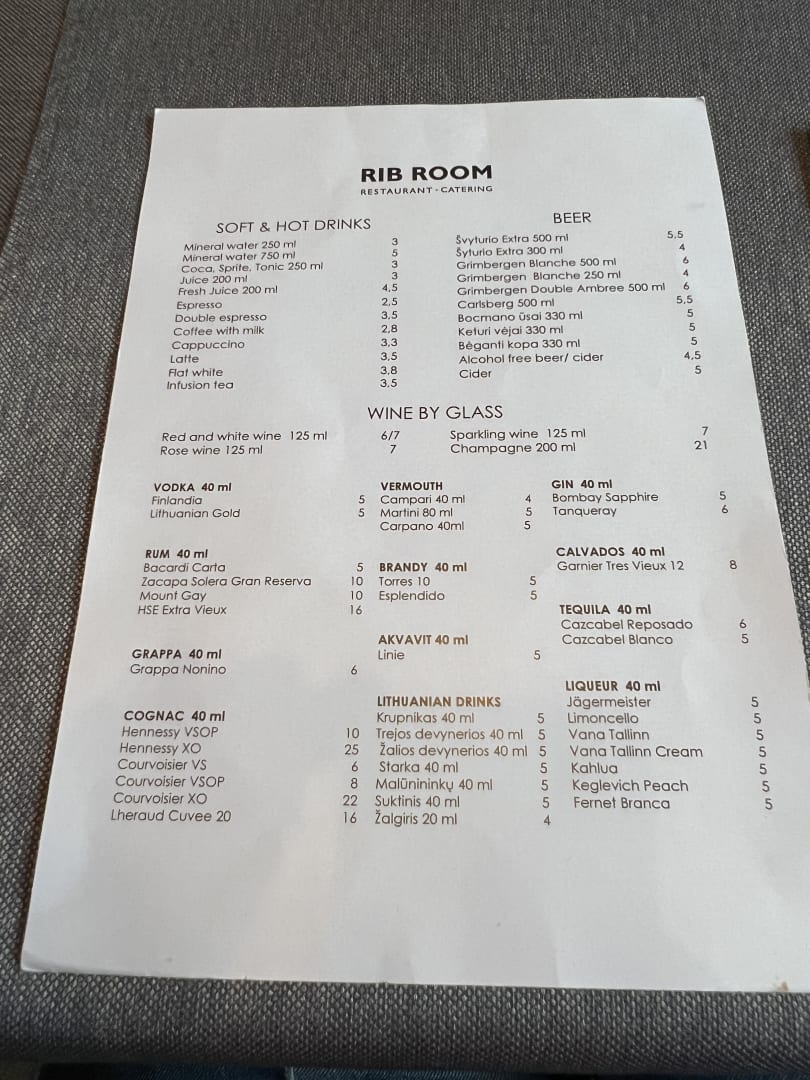 RIB ROOM
RESTAURANT · CATERING
SOFT & HOT DRINKS
Mineral water 250 ml 3
Mineral water 750 ml 5
Coca, Sprite, Tonic 250 ml 3
Juice 200 ml 3
Fresh Juice 200 ml 4,5
Espresso 2,5
Double espresso 3,5
Coffee with milk 2,8
Cappuccino 3,3
Latte 3,5
Flat white 3,8
Infusion tea 3,5
BEER
Švyturio Extra 500 ml 5,5
Šyturio Extra 300 ml 4
Grimbergen Blanche 500 ml 6
Grimbergen Blanche 250 ml 4
Grimbergen Double Ambree 500 ml 6
Carlsberg 500 ml 5,5
Bocmano ūsai 330 ml 5
Keturi vėjai 330 ml 5
Bėganti kopa 330 ml 5
Alcohol free beer/ cider 4,5
Cider 5
WINE BY GLASS
Red and white wine 125 ml 6/7
Rose wine 125 ml 7
Sparkling wine 125 ml 7
Champagne 200 ml 21
VODKA 40 ml
Finlandia 5
Lithuanian Gold 5
RUM 40 ml
Bacardi Carta 5
Zacapa Solera Gran Reserva 10
Mount Gay 10
HSE Extra Vieux 16
GRAPPA 40 ml
Grappa Nonino 6
COGNAC 40 ml
Hennessy VSOP 10
Hennessy XO 25
Courvoisier VS 6
Courvoisier VSOP 8
Courvoisier XO 22
Lheraud Cuvee 20 16
VERMOUTH
Campari 40 ml 4
Martini 80 ml 5
Carpano 40ml 5
BRANDY 40 ml
Torres 10 5
Esplendido 5
AKVAVIT 40 ml
Linie 5
LITHUANIAN DRINKS
Krupnikas 40 ml 5
Trejos devynerios 40 ml 5
Žalios devynerios 40 ml 5
Starka 40 ml 5
Malūnininkų 40 ml 5
Suktinis 40 ml 5
Žalgiris 20 ml 4
GIN 40 ml
Bombay Sapphire 5
Tanqueray 6
CALVADOS 40 ml
Garnier Tres Vieux 12 8
TEQUILA 40 ml
Cazcabel Reposado 6
Cazcabel Blanco 5
LIQUEUR 40 ml
Jägermeister 5
Limoncello 5
Vana Tallinn 5
Vana Tallinn Cream 5
Kahlua 5
Keglevich Peach 5
Fernet Branca 5